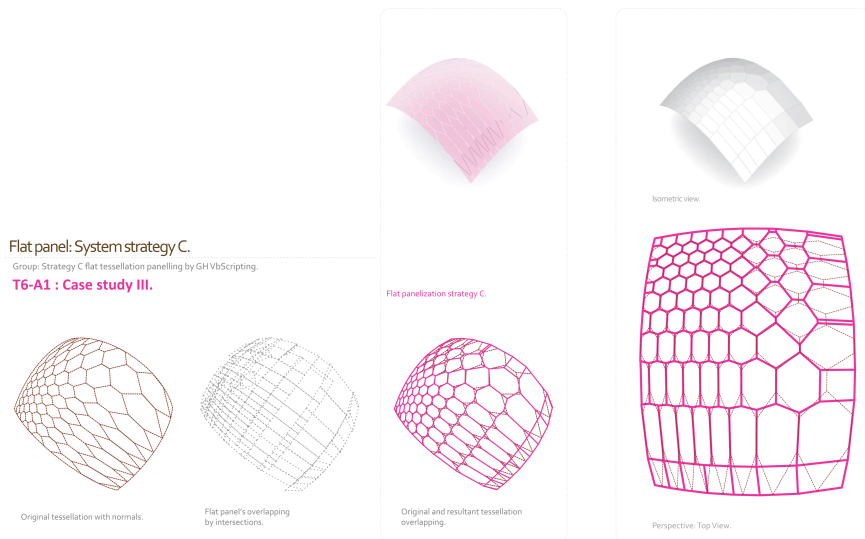 Flat panel: System strategy C.
Group: Strategy C flat tessellation panelling by GH VbScripting.
T6-A1 : Case study III.
Original tessellation with normals.
Flat panel's overlapping
by intersections.
Flat panelization strategy C.
Original and resultant tessellation
overlapping.
Isometric view.
Perspective: Top View.